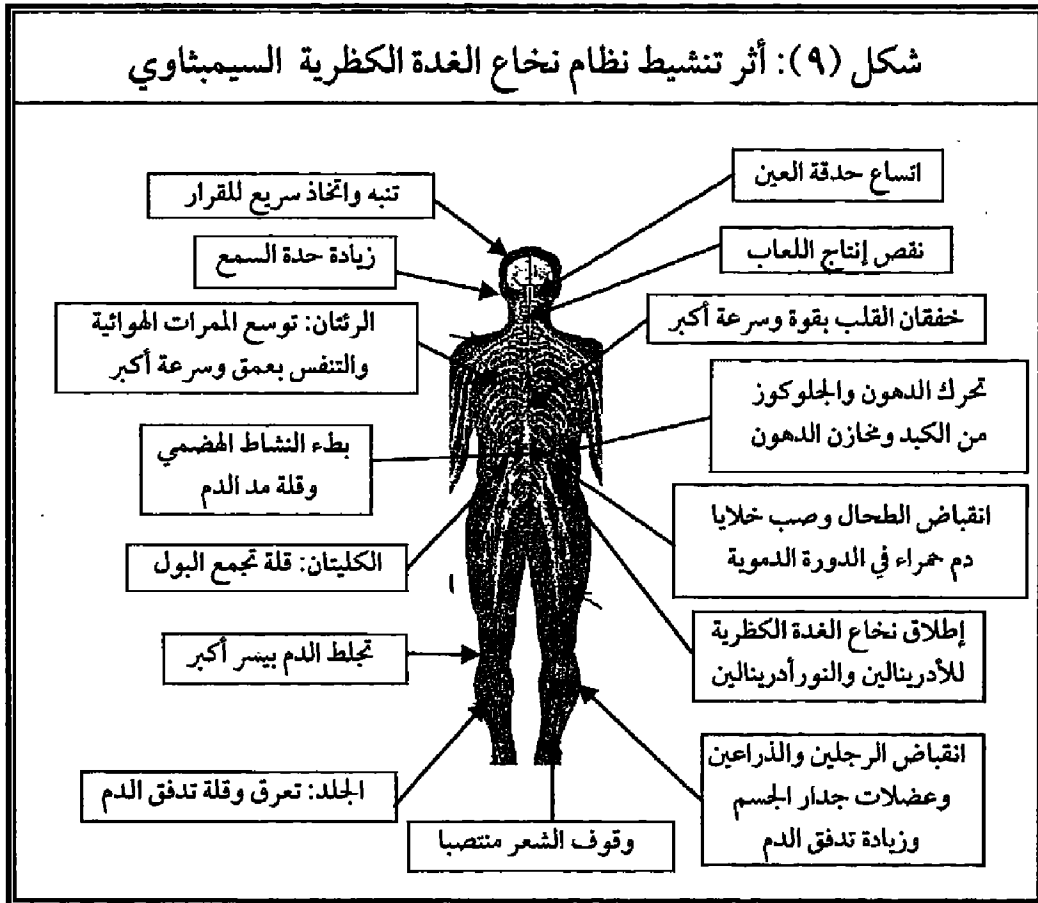 شكل (٩): أثر تنشيط نظام نخاع الغدة الكظرية السيمبثاوي
اتساع حدقة العين
نقص إنتاج اللعاب
خفقان القلب بقوة وسرعة أكبر
تحرك الدهون والجلوكوز
من الكبد ومخازن الدهون
انقباض الطحال وصب خلايا
دم حمراء في الدورة الدموية
إطلاق نخاع الغدة الكظرية
للأدرينالين والنورأدرينالين
انقباض الرجلين والذراعين
وعضلات جدار الجسم
وزيادة تدفق الدم
تنبه واتخاذ سريع للقرار
زيادة حدة السمع
الرئتان: توسع الممرات الهوائية
والتنفس بعمق وسرعة أكبر
بطء النشاط الهضمي
وقلة مد الدم
الكليتان: قلة تجمع البول
تجلط الدم بيسر أكبر
الجلد: تعرق وقلة تدفق الدم
وقوف الشعر منتصبا